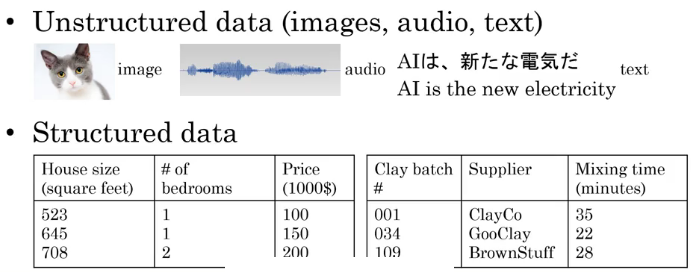 • Unstructured data (images, audio, text)
image
audio
AIは、新たな電気だ
AI is the new electricity
text
• Structured data
House size (square feet) # of bedrooms Price (1000$)
523 1 100
645 1 150
708 2 200
Clay batch # Supplier Mixing time (minutes)
001 ClayCo 35
034 GooClay 22
109 BrownStuff 28